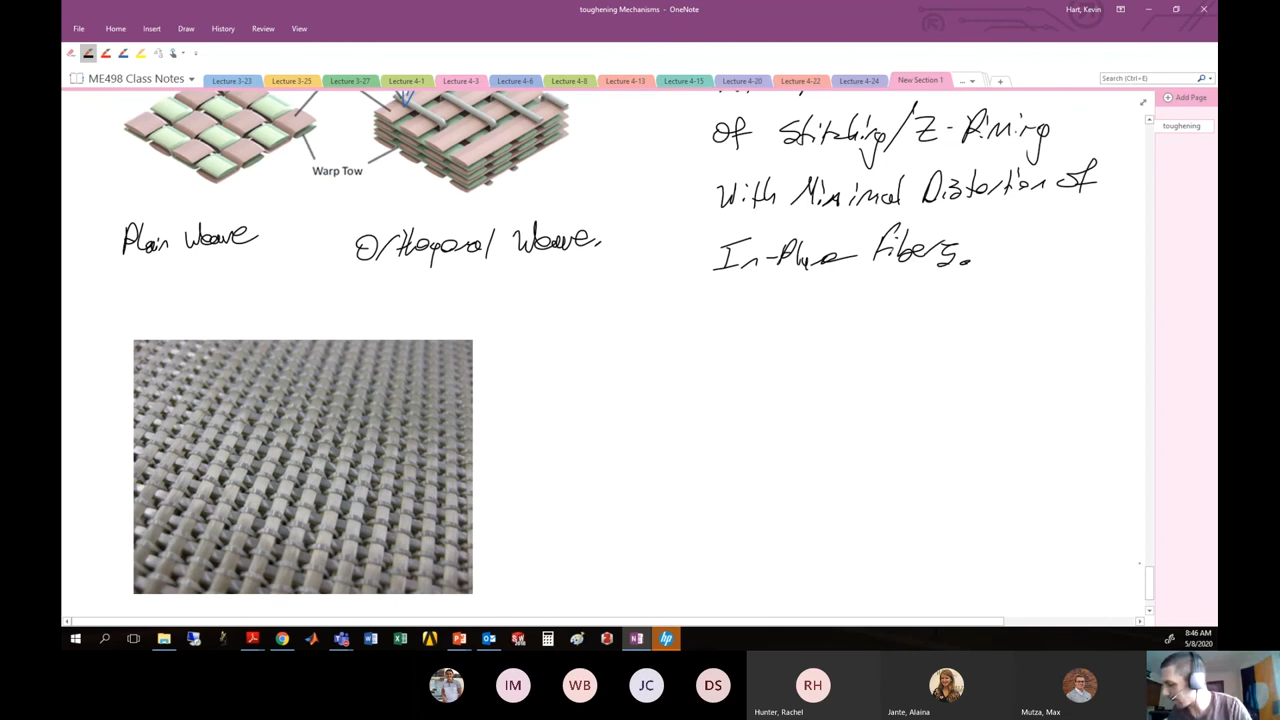 toughening Mechanisms - OneNote
Hart, Kevin
File Home Insert Draw History Review View
ME498 Class Notes
Lecture 3-23 Lecture 3-25 Lecture 3-27 Lecture 4-1 Lecture 4-3 Lecture 4-6 Lecture 4-8 Lecture 4-13 Lecture 4-15 Lecture 4-20 Lecture 4-22 Lecture 4-24 New Section 1 ...
Search (Ctrl+E)
Add Page
toughening
of Stitching/Z-Pinning
With Minimal Distortion of
In-Plane Fibers.
Warp Tow
Plain Weave
Orthogonal Weave.
8:46 AM
5/8/2020
IM WB JC DS RH
Hunter, Rachel
Jante, Alaina
Mutza, Max